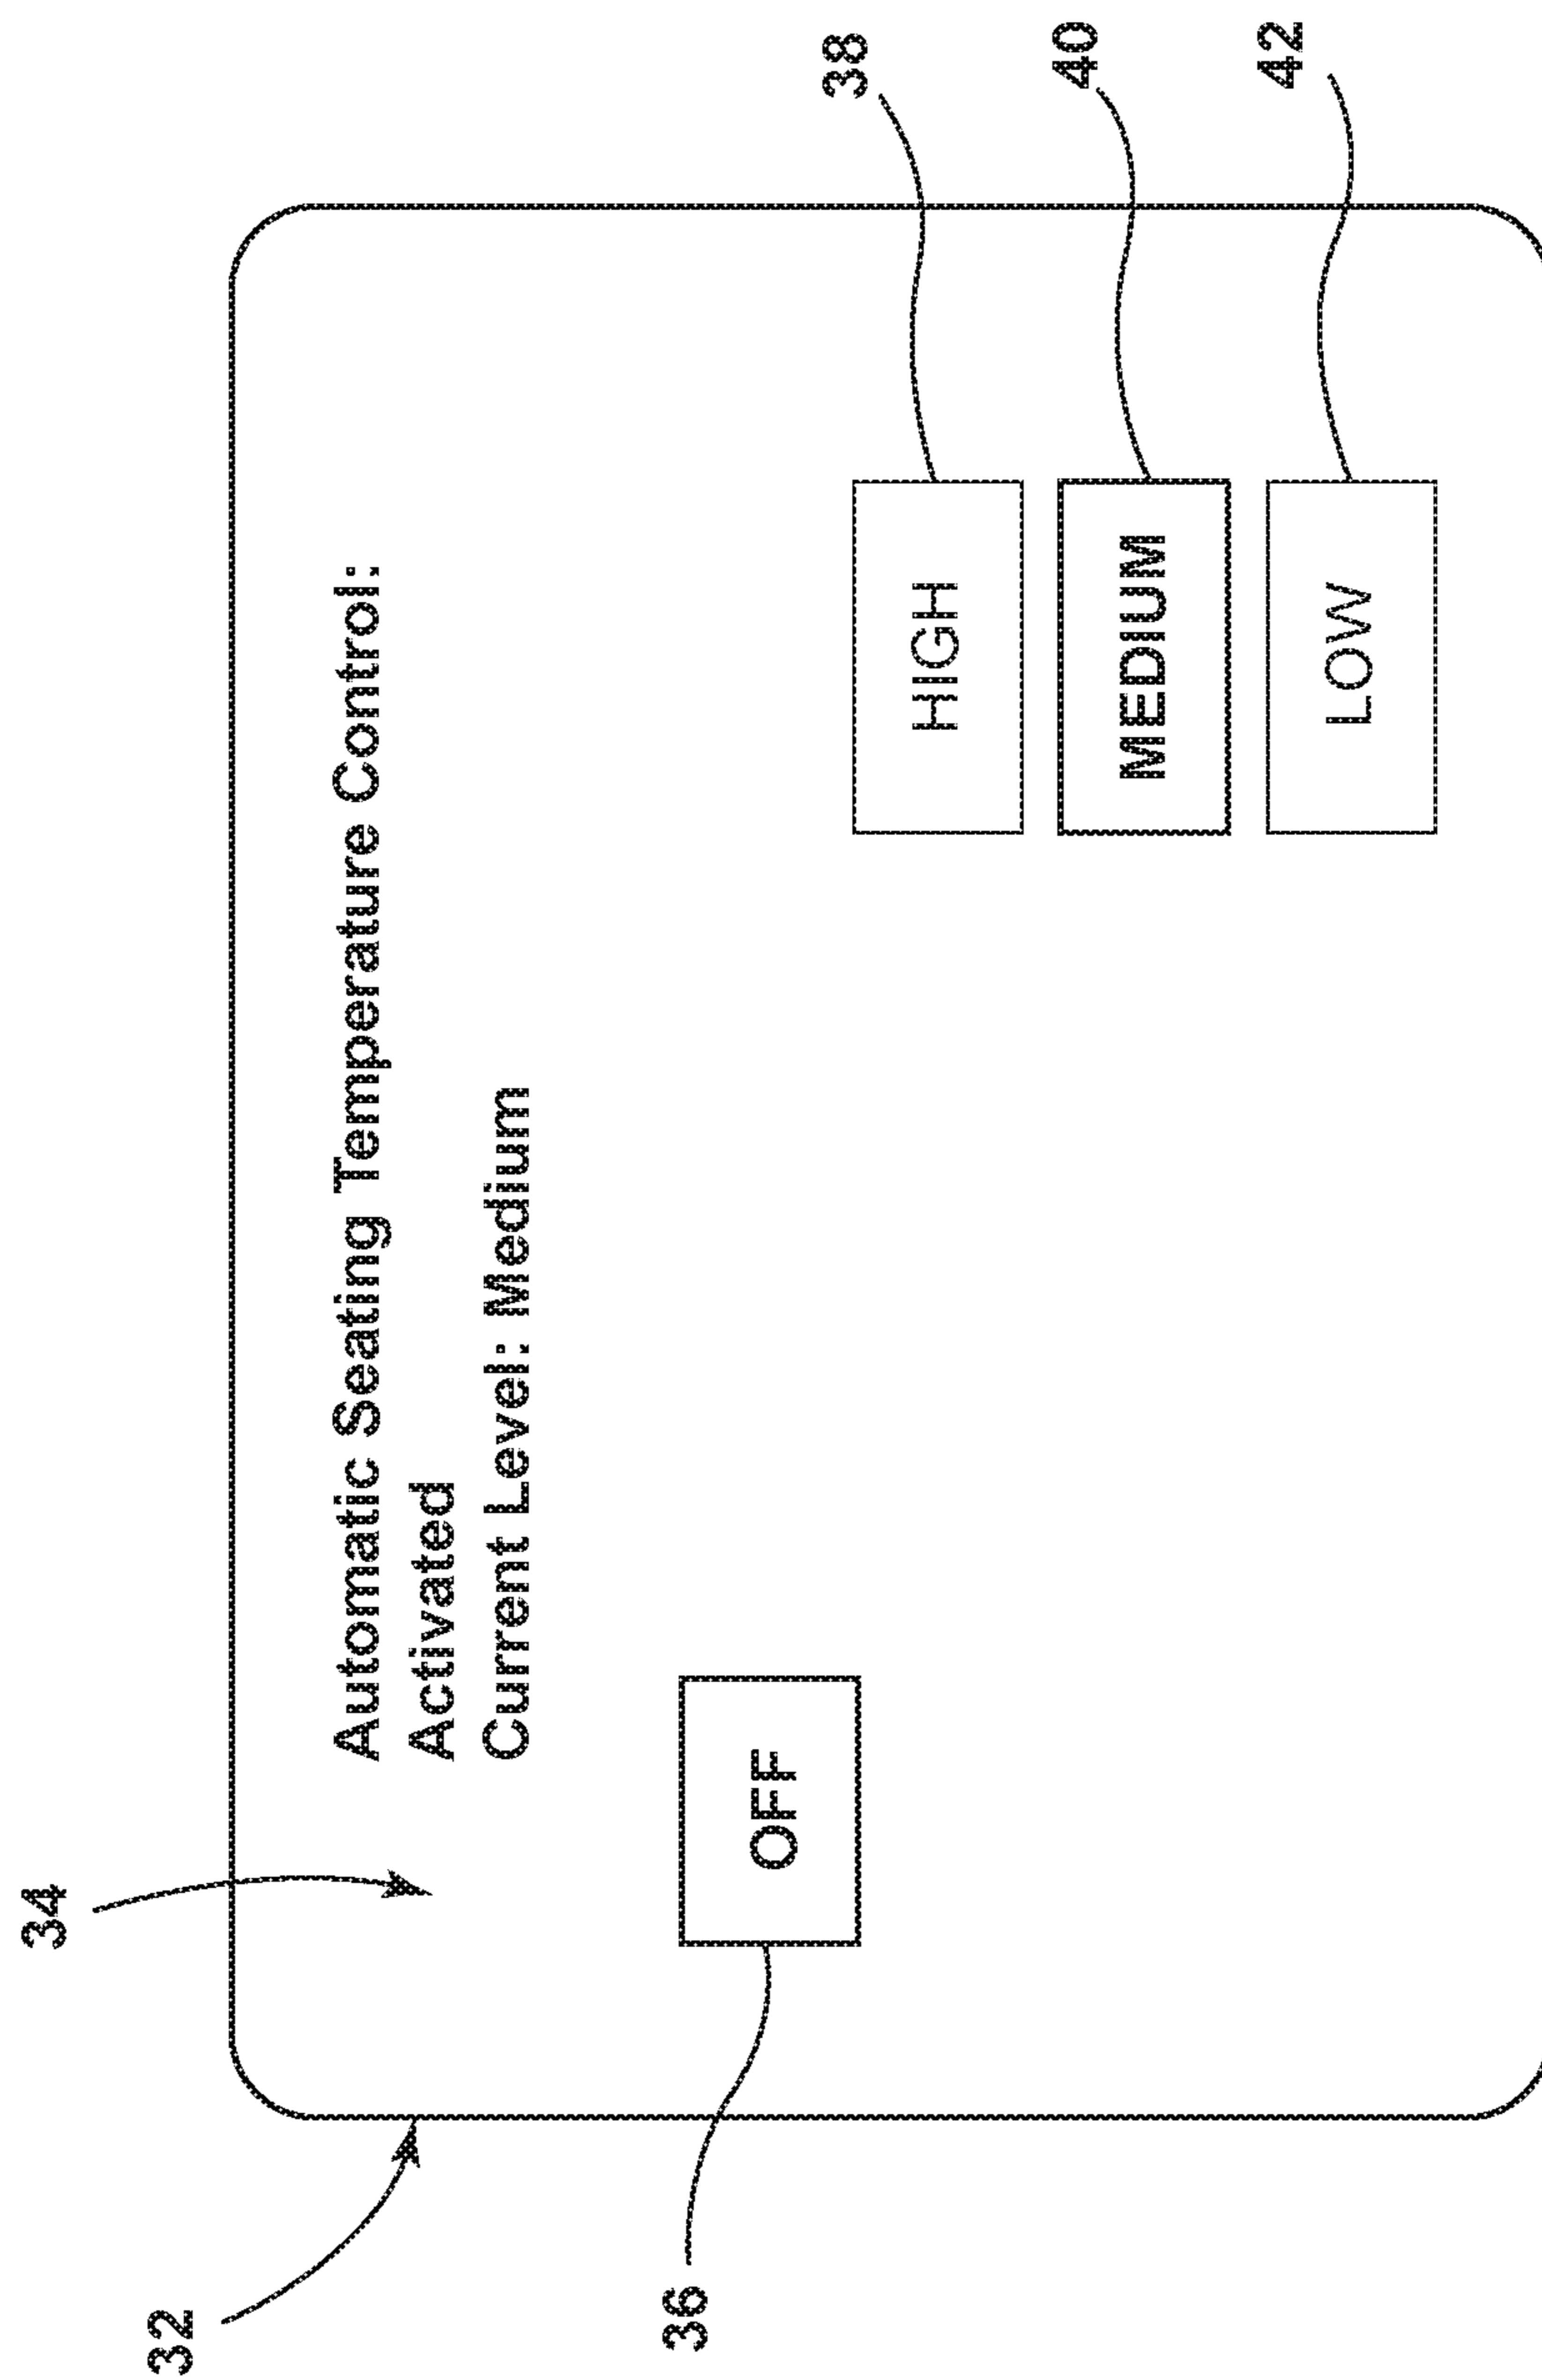 34
32
Automatic Seating Temperature Control:
Activated
Current Level: Medium
36
OFF
HIGH
38
MEDIUM
40
LOW
42